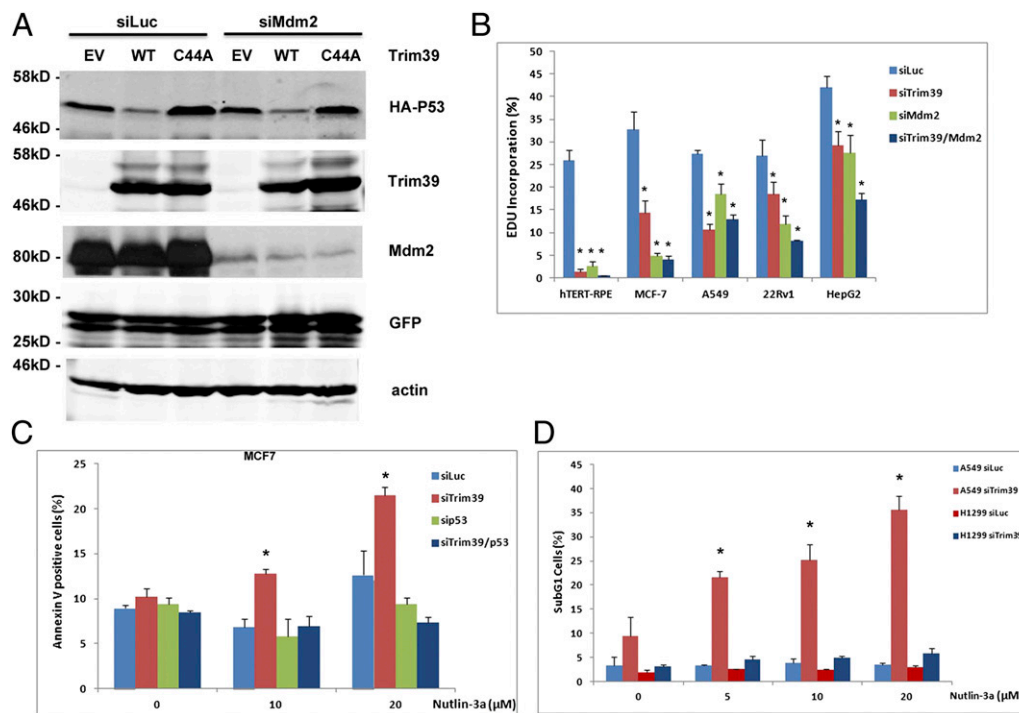 A
siLuc siMdm2
EV WT C44A EV WT C44A Trim39
58kD -
HA-P53
46kD -
58kD -
Trim39
46kD -
Mdm2
80kD -
30kD -
GFP
25kD -
46kD -
actin
B
EDU Incorporation (%)
50
45
40
35
30
25
20
15
10
5
0
siLuc
siTrim39
siMdm2
siTrim39/Mdm2
* * * * * * * * * * * * * * *
hTERT-RPE MCF-7 A549 22Rv1 HepG2
C
MCF7
Annexin V positive cells (%)
25
20
15
10
5
0
siLuc
siTrim39
sip53
siTrim39/p53
* *
0 10 20 Nutlin-3a (μM)
D
SubG1 Cells (%)
45
40
35
30
25
20
15
10
5
0
A549 siLuc
A549 siTrim39
H1299 siLuc
H1299 siTrim39
* * *
0 5 10 20 Nutlin-3a (μM)